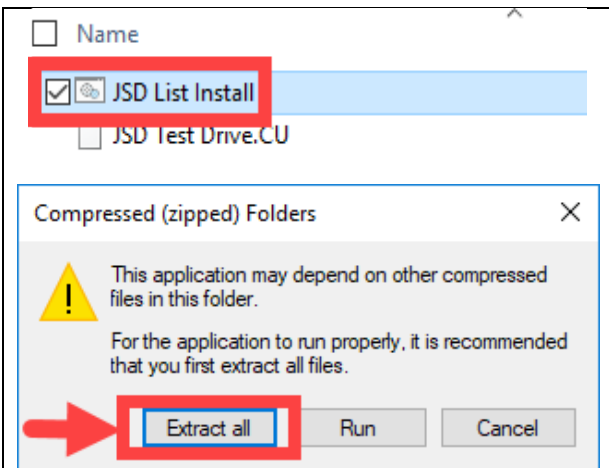 Name
JSD List Install
JSD Test Drive.CU
Compressed (zipped) Folders
This application may depend on other compressed
files in this folder.
For the application to run properly, it is recommended
that you first extract all files.
Extract all Run Cancel